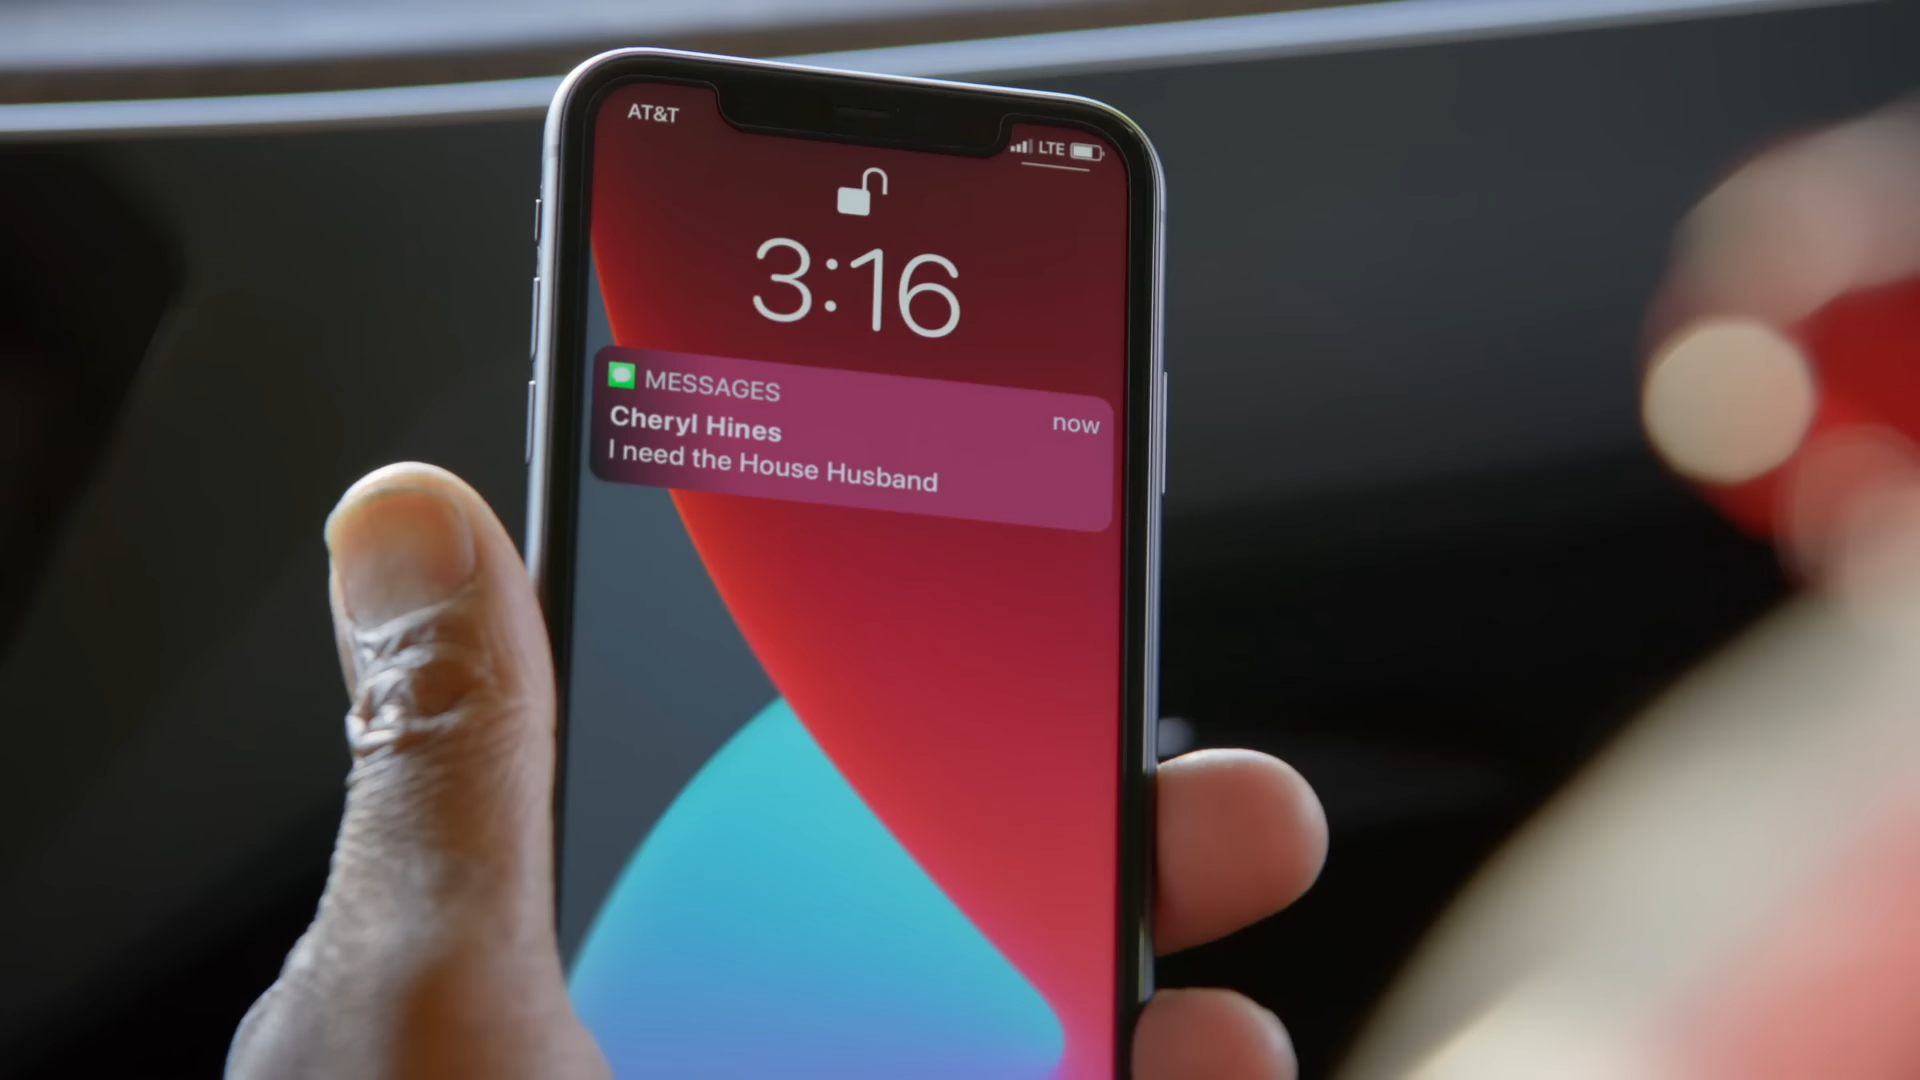 AT&T
LTE
3:16
MESSAGES
now
Cheryl Hines
I need the House Husband